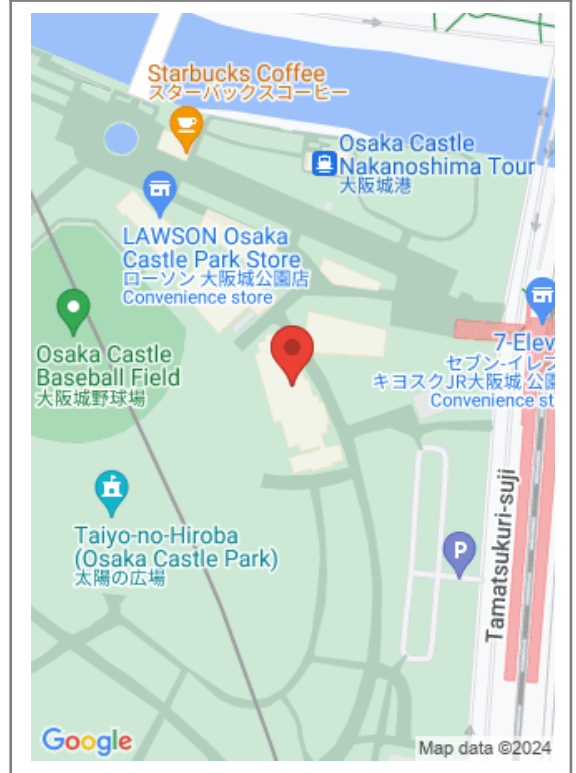 Starbucks Coffee
スターバックスコーヒー
Osaka Castle
Nakanoshima Tour
大阪城港
LAWSON Osaka
Castle Park Store
ローソン 大阪城公園店
Convenience store
7-Elev
セブン-イレブ
キヨスクJR大阪城 公園
Convenience st
Osaka Castle
Baseball Field
大阪城野球場
Taiyo-no-Hiroba
(Osaka Castle Park)
太陽の広場
P
Tamatsukuri-suji
Google
Map data ©2024